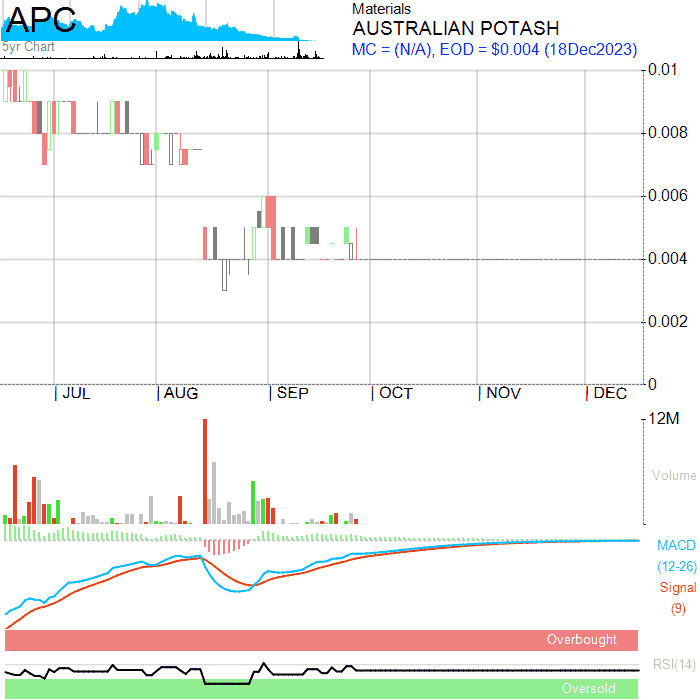 APC
5yr Chart
Materials
AUSTRALIAN POTASH
MC = (N/A), EOD = $0.004 (18Dec2023)
0.01
0.008
0.006
0.004
0.002
0
JUL AUG SEP OCT NOV DEC
12M
Volume
MACD
(12-26)
Signal
(9)
Overbought
RSI(14)
Oversold